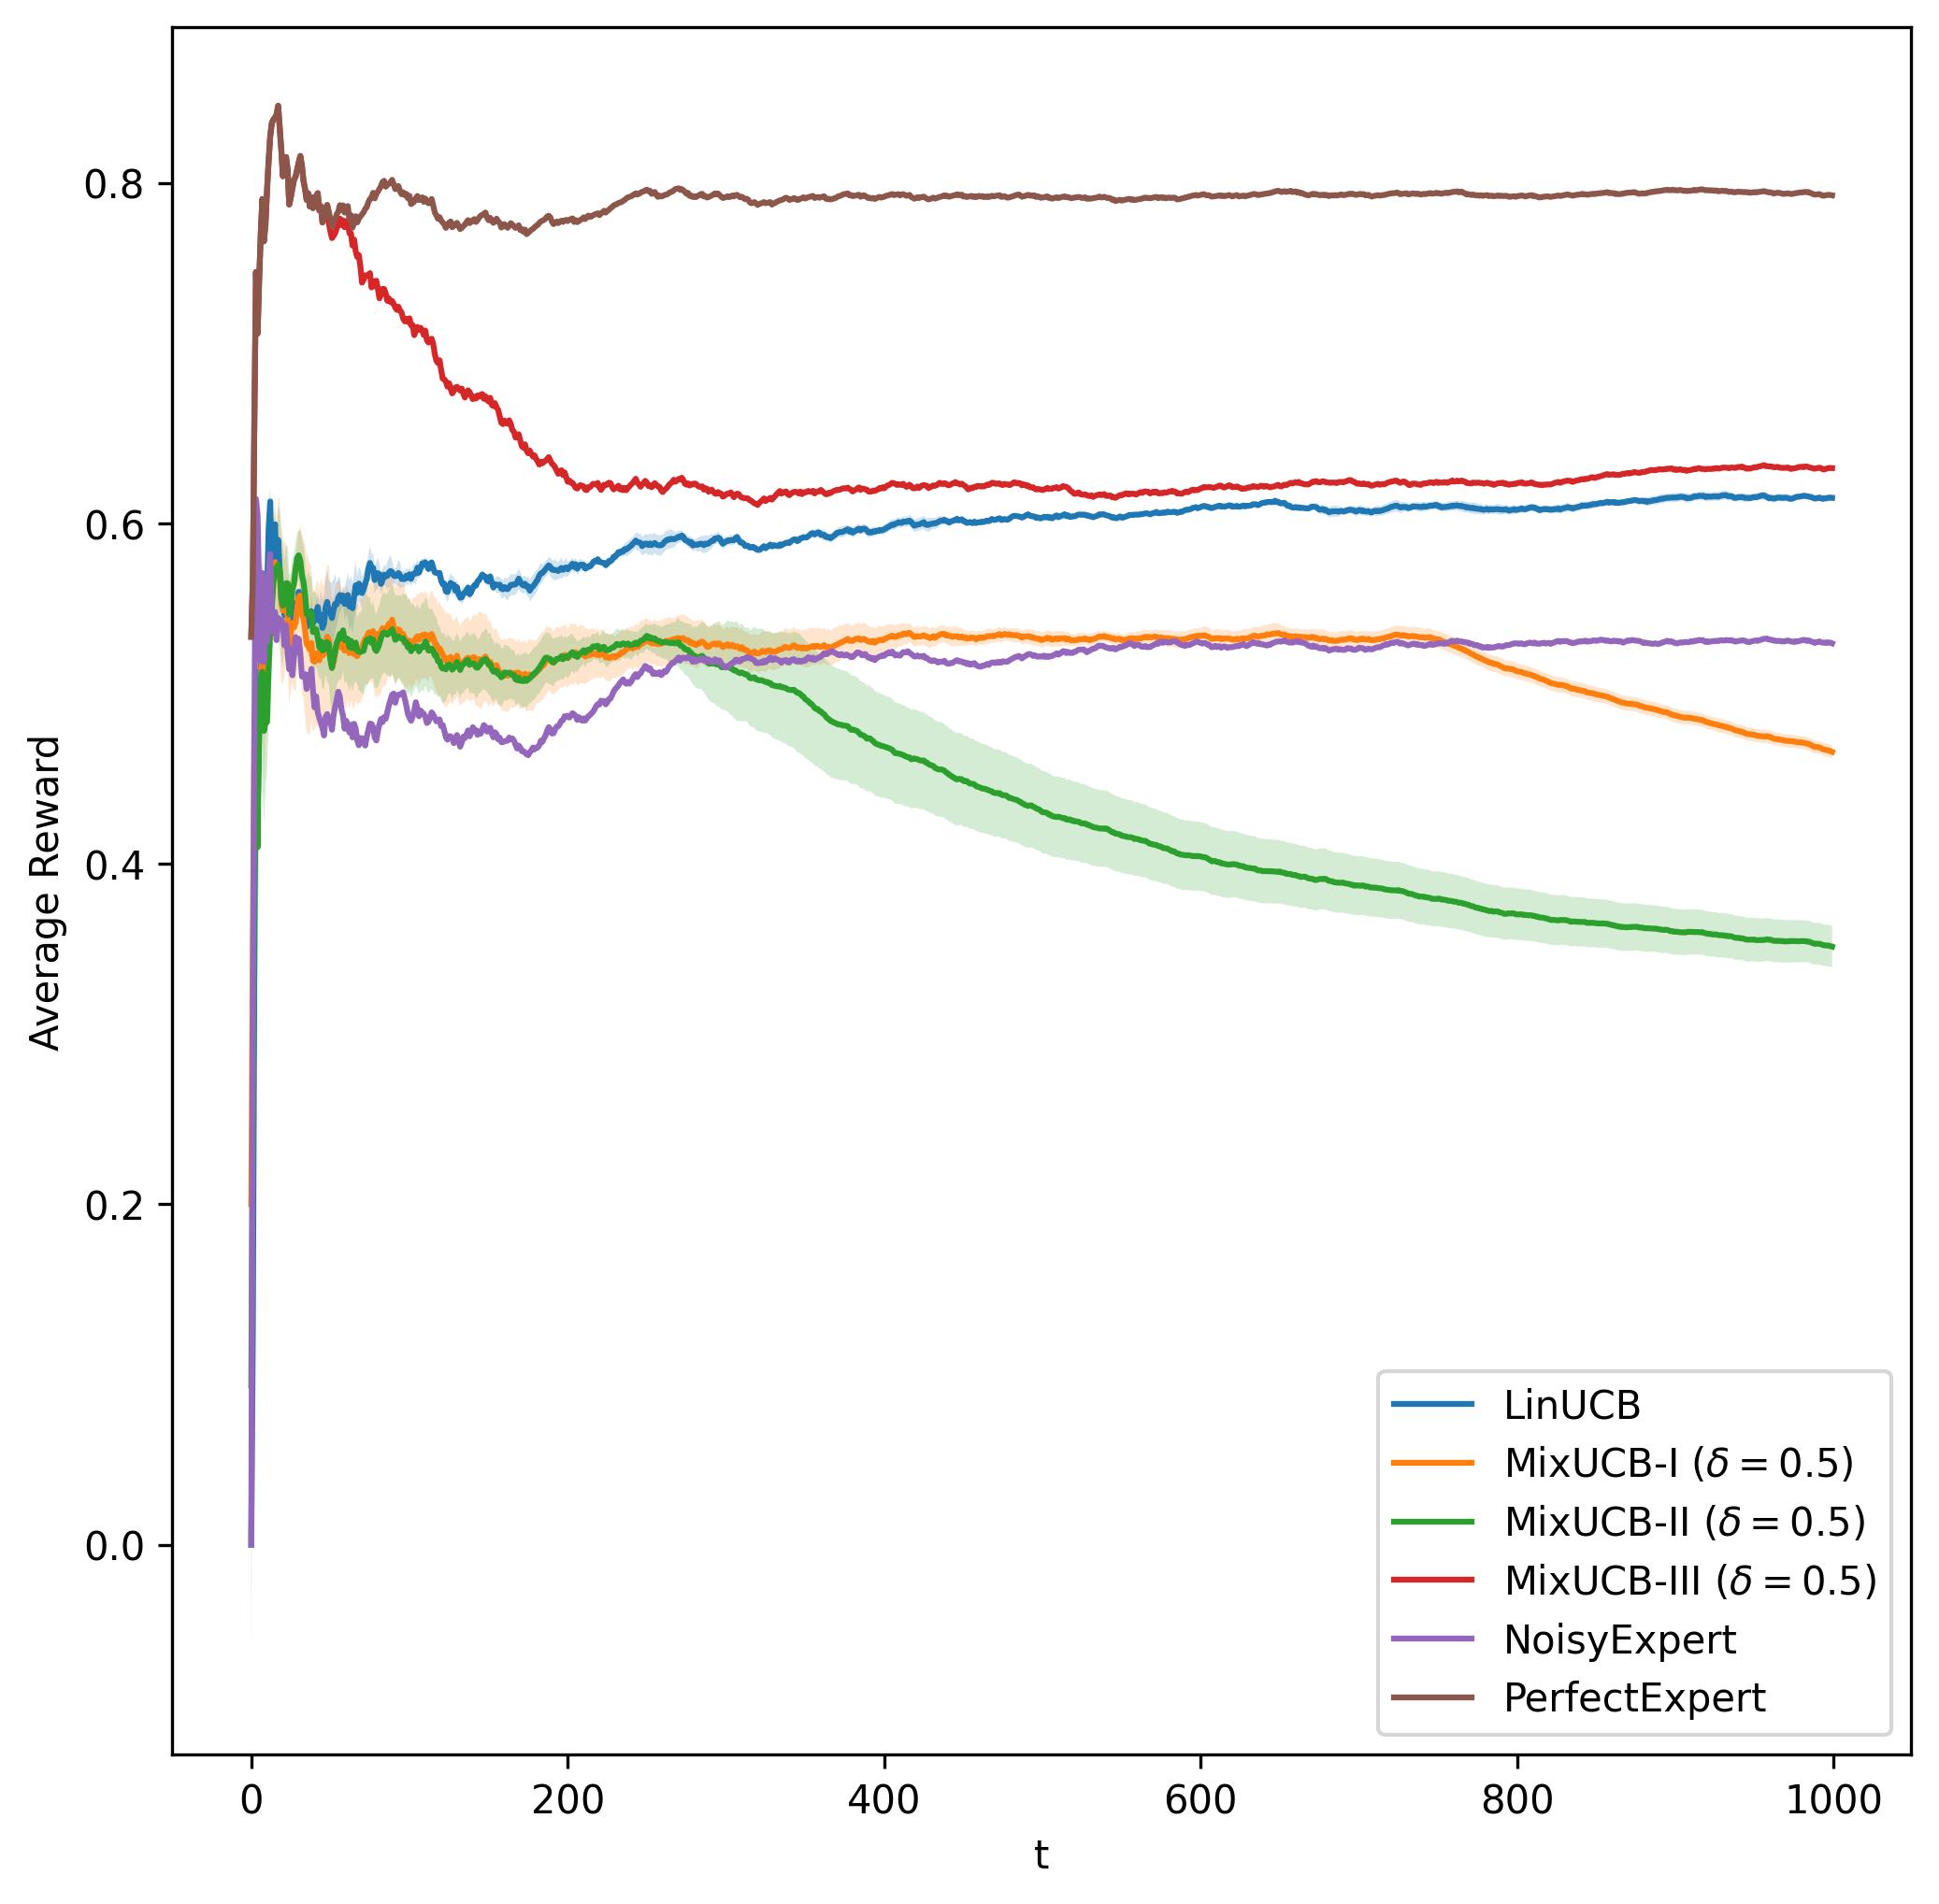 Average Reward
0.8
0.6
0.4
0.2
0.0
0
200
400
600
800
1000
t
LinUCB
MixUCB-I (δ = 0.5)
MixUCB-II (δ = 0.5)
MixUCB-III (δ = 0.5)
NoisyExpert
PerfectExpert